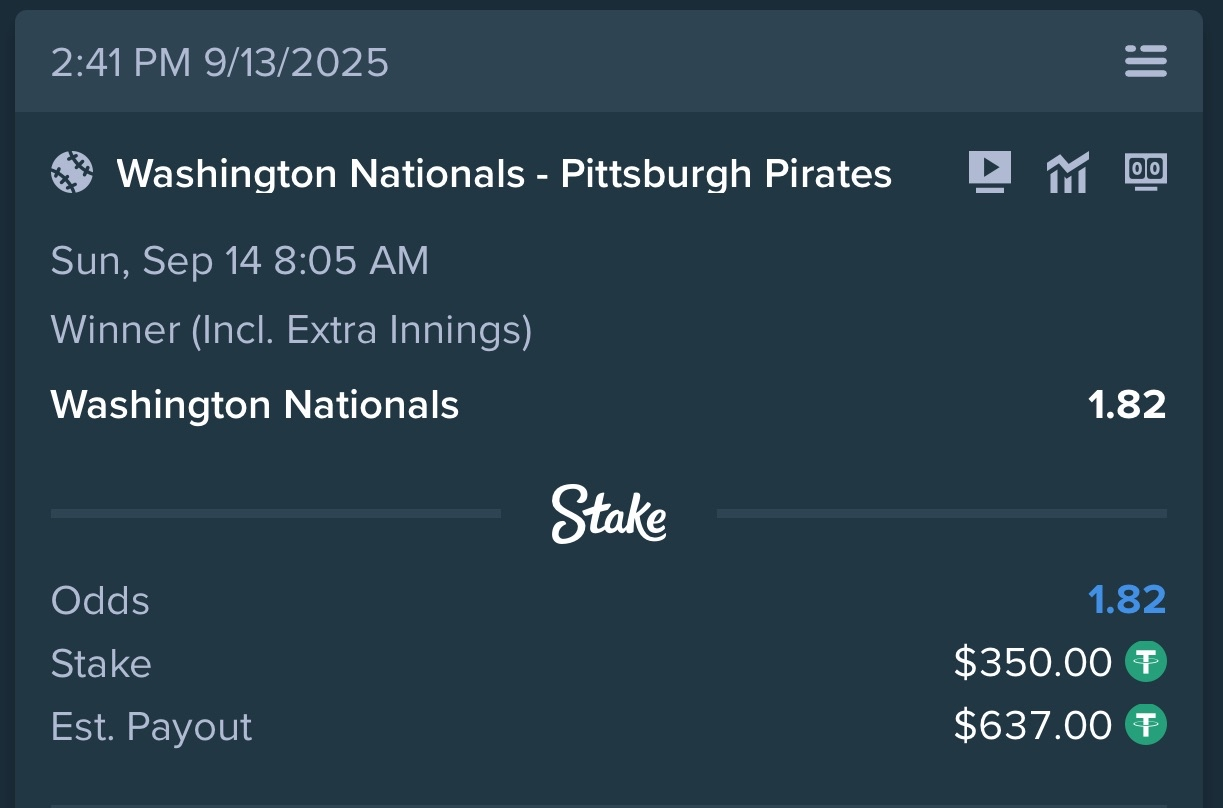 2:41 PM 9/13/2025
Washington Nationals - Pittsburgh Pirates
00
Sun, Sep 14 8:05 AM
Winner (Incl. Extra Innings)
Washington Nationals 1.82
Stake
Odds 1.82
Stake $350.00
Est. Payout $637.00